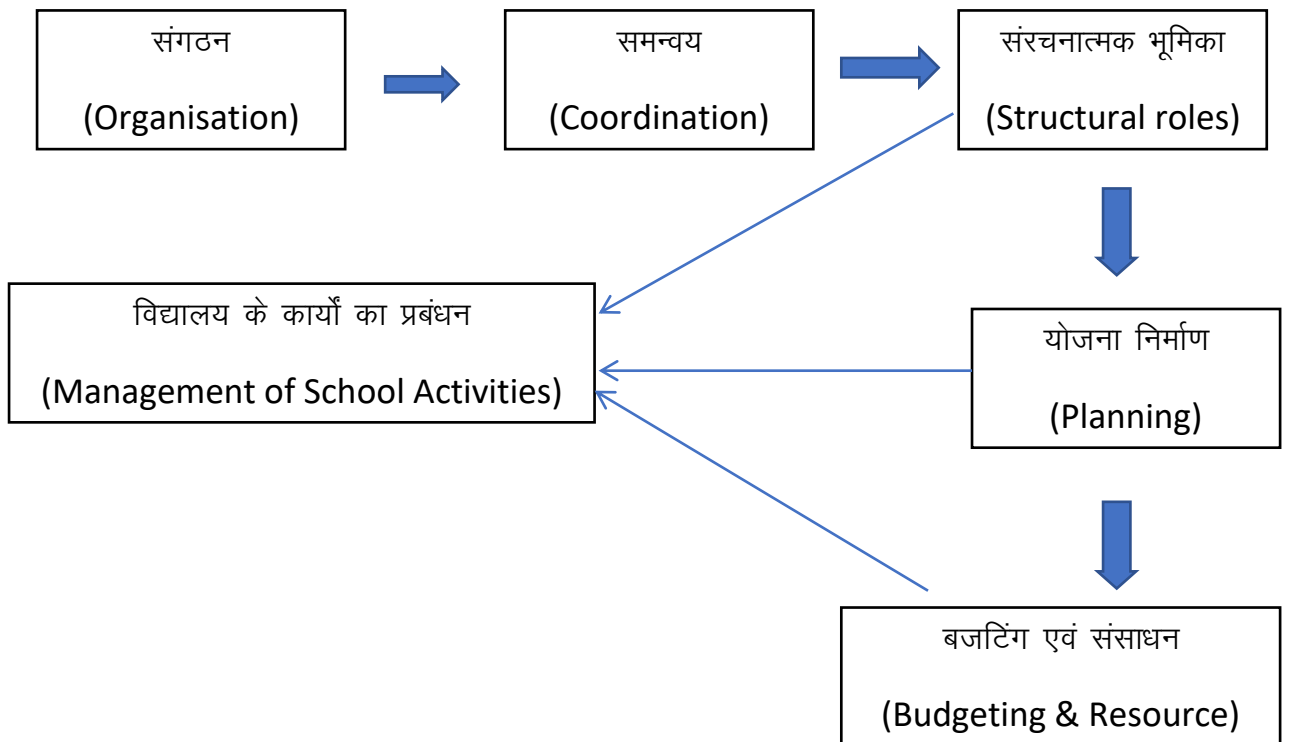 संगठन
(Organisation)
समन्वय
(Coordination)
संरचनात्मक भूमिका
(Structural roles)
विद्यालय के कार्यों का प्रबंधन
(Management of School Activities)
योजना निर्माण
(Planning)
बजटिंग एवं संसाधन
(Budgeting & Resource)